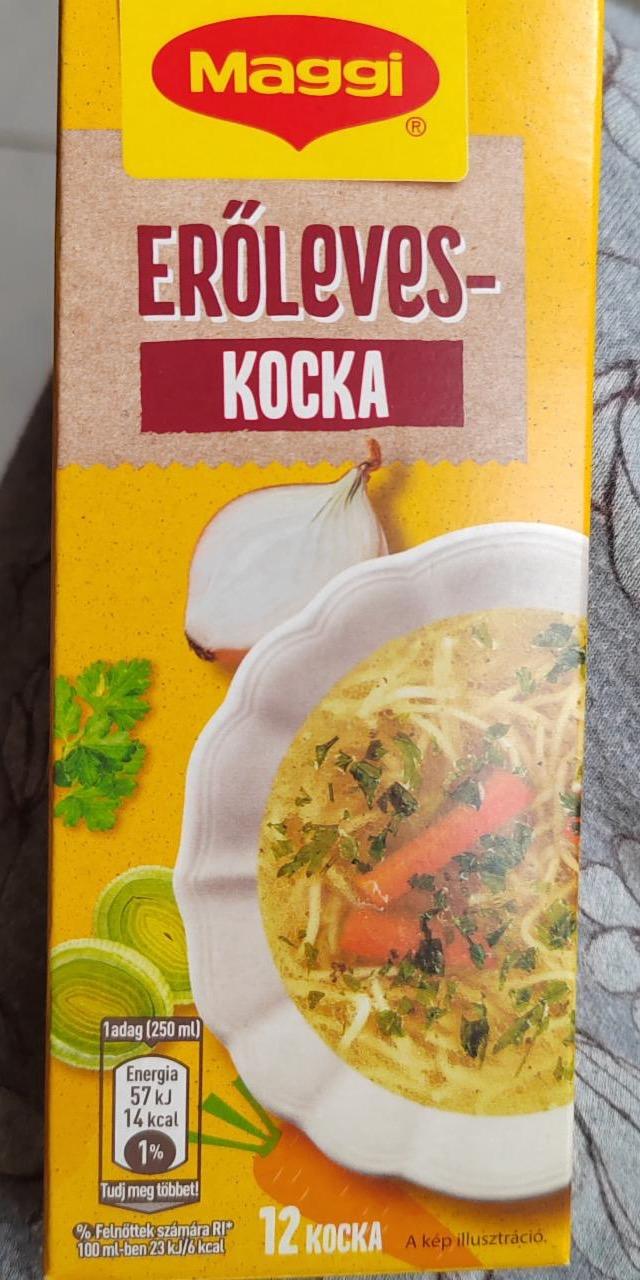 Maggi
®
ERŐLeVeS-
KOCKA
1 adag (250 ml)
Energia
57 kJ
14 kcal
1%
Tudj meg többet!
% Felnőttek számára RI*
100 ml-ben 23 kJ/6 kcal
12 KOCKA
A kép illusztráció.